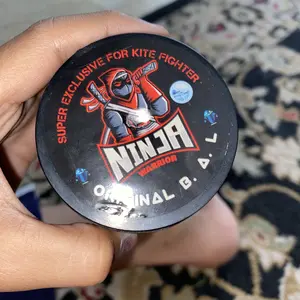 SUPER EXCLUSIVE FOR KITE FIGHTER
NINJA
WARRIOR
ORIGINAL B. A. L